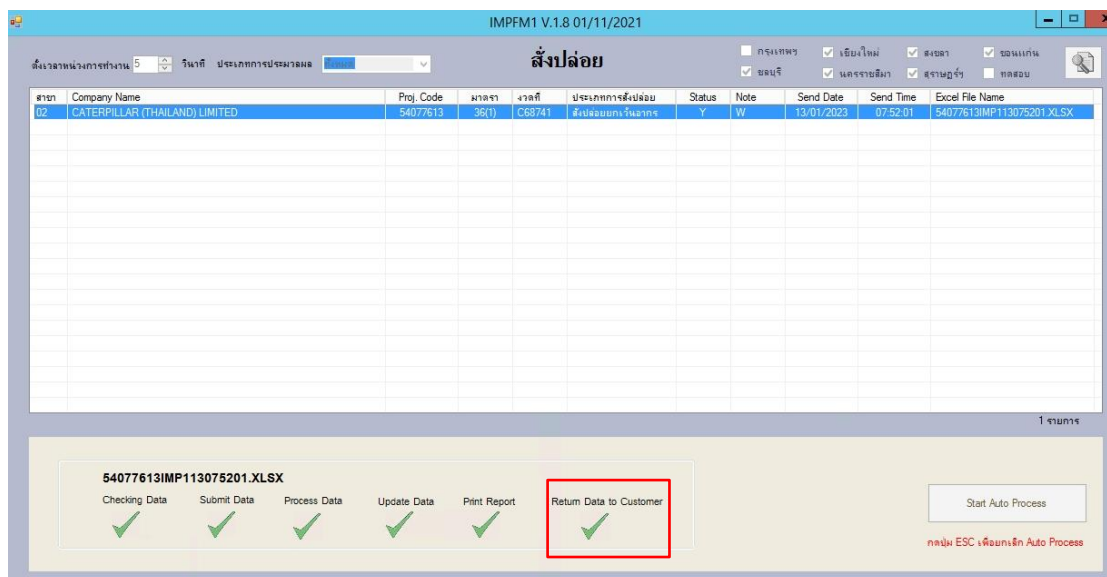 IMPFM1 V.1.8 01/11/2021
ตั้งเวลาหน่วงการทำงาน 5 วินาที ประเภทการประมวลผล ทั้งหมด
สั่งปล่อย
กรุงเทพฯ เชียงใหม่ สงขลา ขอนแก่น
ชลบุรี นครราชสีมา สุราษฎร์ฯ ทดสอบ
สาขา Company Name Proj. Code มาตรา งวดที่ ประเภทการสั่งปล่อย Status Note Send Date Send Time Excel File Name
02 CATERPILLAR (THAILAND) LIMITED 54077613 36(1) C68741 สั่งปล่อยยกเว้นอากร Y W 13/01/2023 07:52:01 54077613IMP113075201.XLSX
1 รายการ
54077613IMP113075201.XLSX
Checking Data Submit Data Process Data Update Data Print Report Return Data to Customer
Start Auto Process
กดปุ่ม ESC เพื่อยกเลิก Auto Process